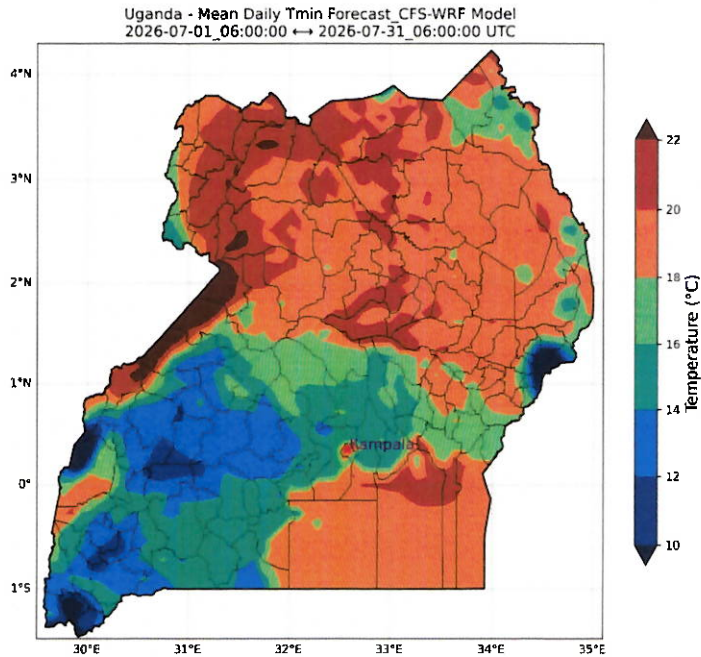 Uganda - Mean Daily Tmin Forecast_CFS-WRF Model
2026-07-01_06:00:00 ↔ 2026-07-31_06:00:00 UTC
4°N
3°N
2°N
1°N
0°
1°S
30°E
31°E
32°E
33°E
34°E
35°E
Kampala
22
20
18
16
14
12
10
Temperature (°C)